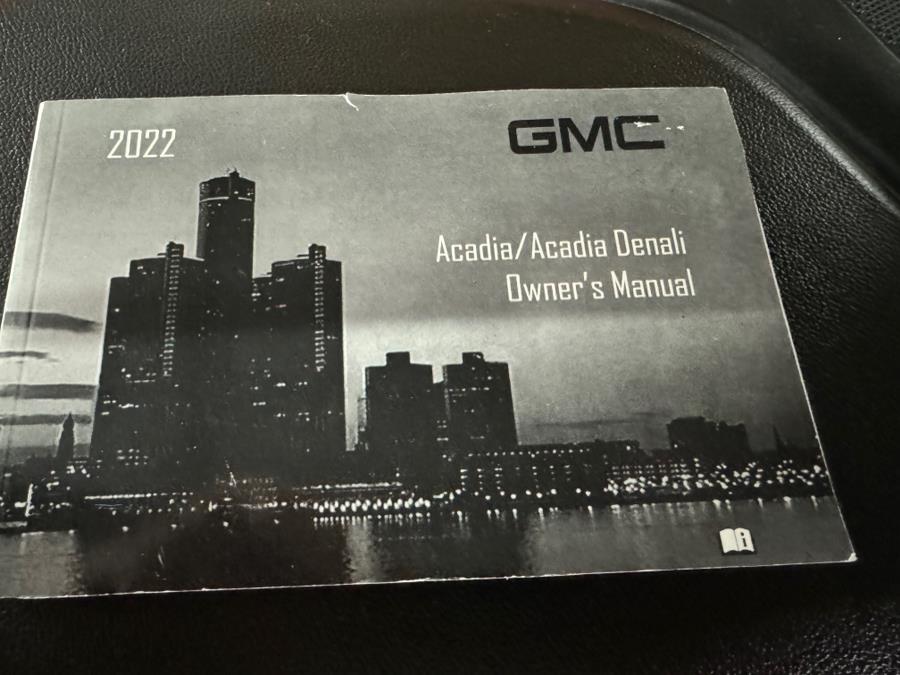 2022
GMC
Acadia/Acadia Denali
Owner's Manual
i